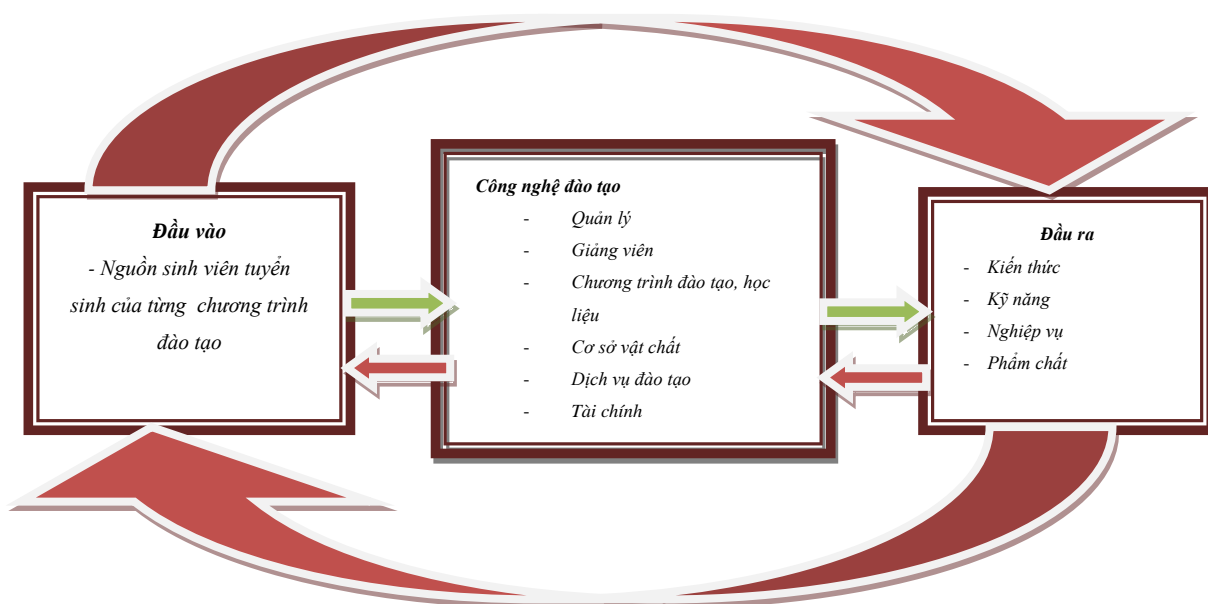 Đầu vào
- Nguồn sinh viên tuyển
sinh của từng chương trình
đào tạo
Công nghệ đào tạo
- Quản lý
- Giảng viên
- Chương trình đào tạo, học
liệu
- Cơ sở vật chất
- Dịch vụ đào tạo
- Tài chính
Đầu ra
- Kiến thức
- Kỹ năng
- Nghiệp vụ
- Phẩm chất